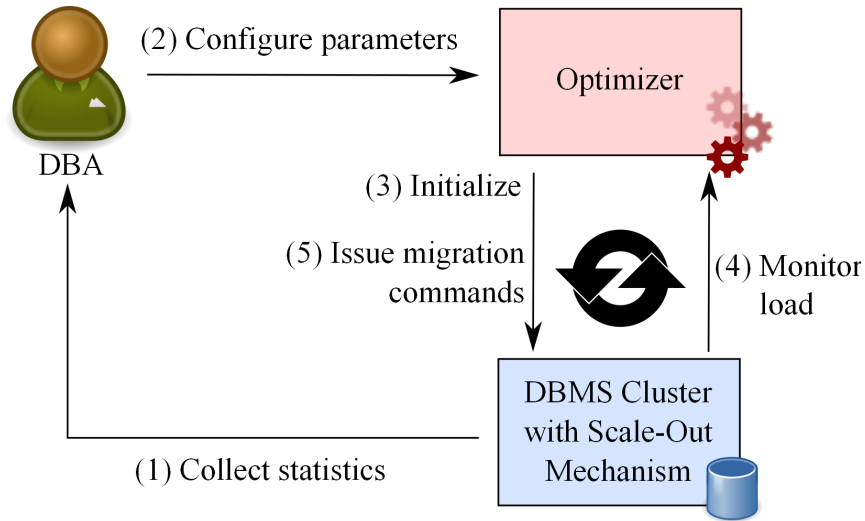 (2) Configure parameters
Optimizer
DBA
(3) Initialize
(5) Issue migration
commands
(4) Monitor
load
DBMS Cluster
with Scale-Out
Mechanism
(1) Collect statistics